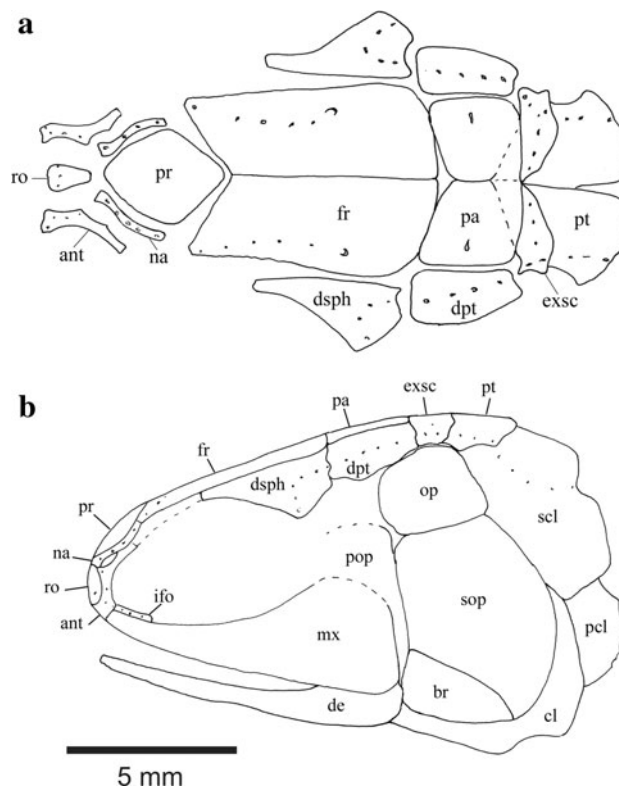 a
ro
pr
fr
pa
pt
ant
na
dsph
dpt
exsc
b
exsc
pa
pt
fr
dpt
dsph
op
pr
scl
na
pop
ro
ifo
sop
ant
mx
pcl
br
de
cl
5 mm